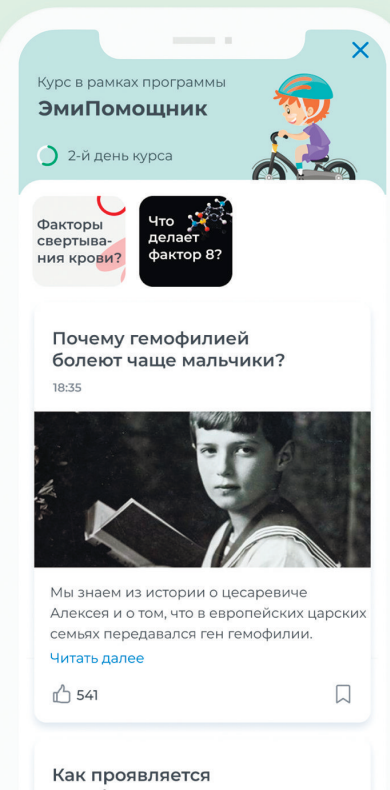 Курс в рамках программы
ЭмиПомощник
2-й день курса
Факторы
свертыва-
ния крови?
Что
делает
фактор 8?
Почему гемофилией
болеют чаще мальчики?
18:35
Мы знаем из истории о цесаревиче
Алексея и о том, что в европейских царских
семьях передавался ген гемофилии.
Читать далее
541
Как проявляется